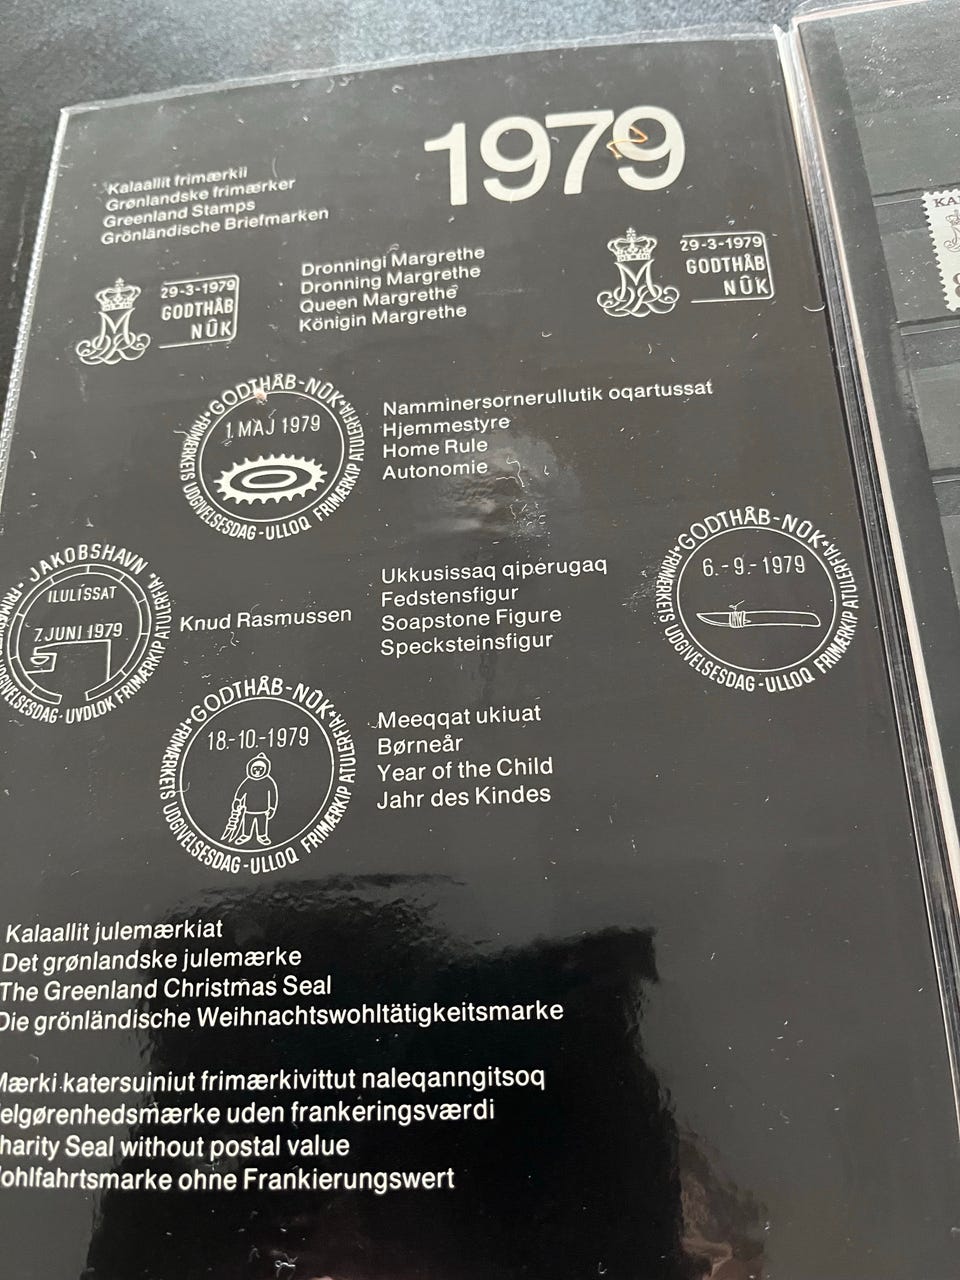 1979
Kalaallit frimærkii
Grønlandske frimærker
Greenland Stamps
Grönländische Briefmarken
29-3-1979
GODTHÅB
NÛK
Dronningi Margrethe
Dronning Margrethe
Queen Margrethe
Königin Margrethe
29-3-1979
GODTHÅB
NÛK
GODTHÅB-NÛK
FRIMÆRKETS UDGIVELSESDAG-ULLOQ FRIMÆRKIP ATULERFIA
1. MAJ 1979
Namminersornerullutik oqartussat
Hjemmestyre
Home Rule
Autonomie
JAKOBSHAVN
UDGIVELSESDAG-UVDLOK FRIMÆRKIP ATULERFIA
ILULÍSSAT
7. JUNI 1979
Knud Rasmussen
Ukkusissaq qiperugaq
Fedstensfigur
Soapstone Figure
Specksteinsfigur
GODTHÅB-NÛK
FRIMÆRKETS UDGIVELSESDAG-ULLOQ FRIMÆRKIP ATULERFIA
6.-9.-1979
GODTHÅB-NÛK
FRIMÆRKETS UDGIVELSESDAG-ULLOQ FRIMÆRKIP ATULERFIA
18.-10.-1979
Meeqqat ukiuat
Børneår
Year of the Child
Jahr des Kindes
Kalaallit julemærkiat
Det grønlandske julemærke
The Greenland Christmas Seal
Die grönländische Weihnachtswohltätigkeitsmarke
Mærki katersuiniut frimærkivittut naleqanngitsoq
elgørenhedsmærke uden frankeringsværdi
harity Seal without postal value
ohlfahrtsmarke ohne Frankierungswert